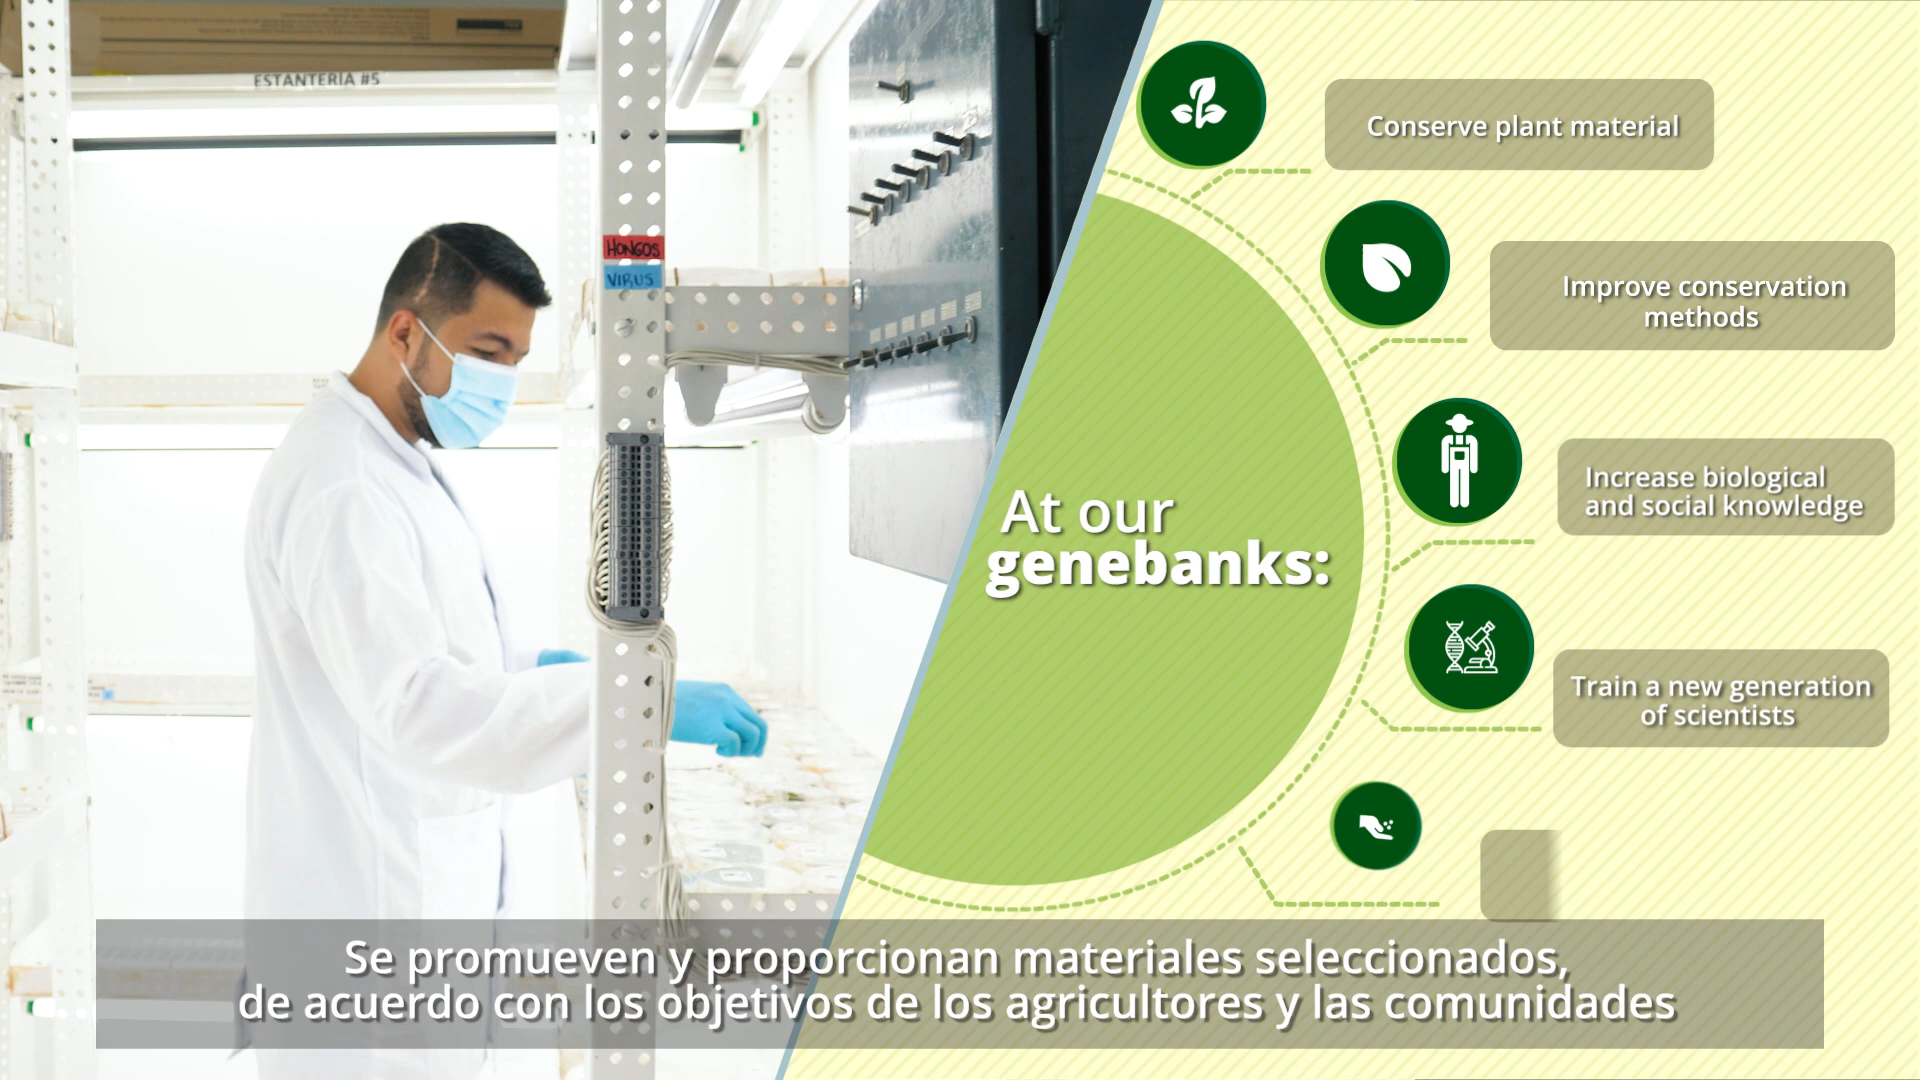 ESTANTERIA #5
HONGOS
VIRUS
At our
genebanks:
Conserve plant material
Improve conservation
methods
Increase biological
and social knowledge
Train a new generation
of scientists
Se promueven y proporcionan materiales seleccionados,
de acuerdo con los objetivos de los agricultores y las comunidades